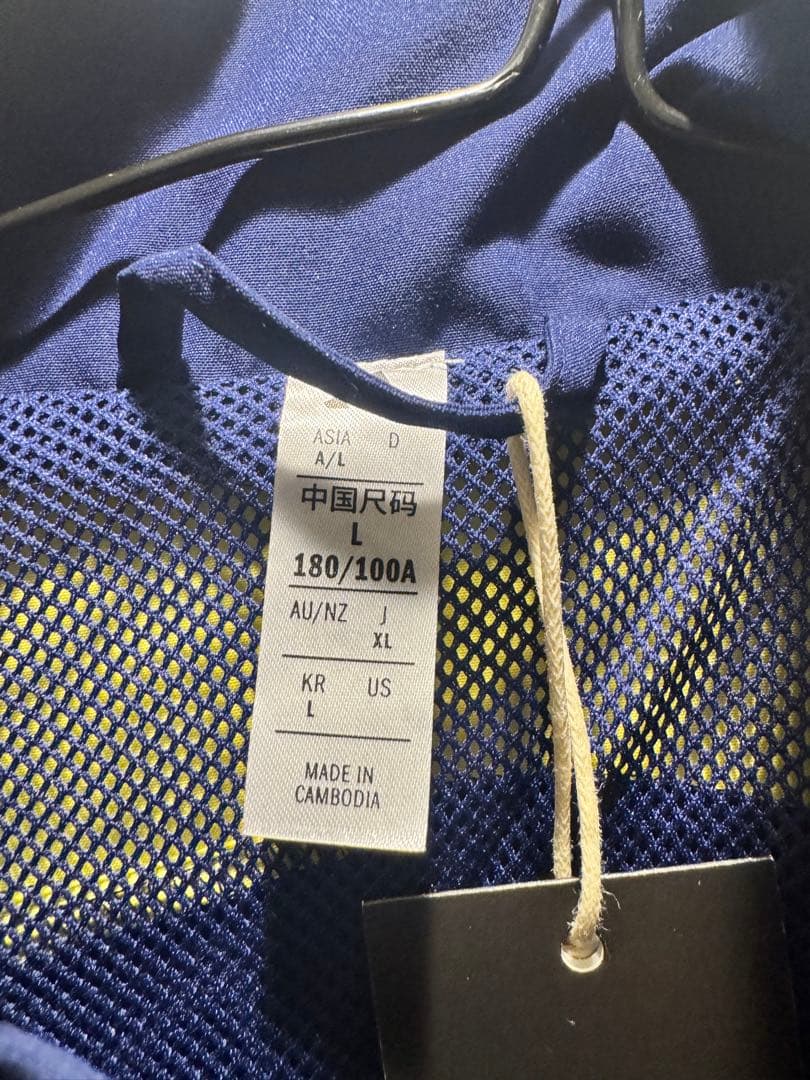 ASIA D
A/L
中国尺码
L
180/100A
AU/NZ J
XL
KR US
L
MADE IN
CAMBODIA